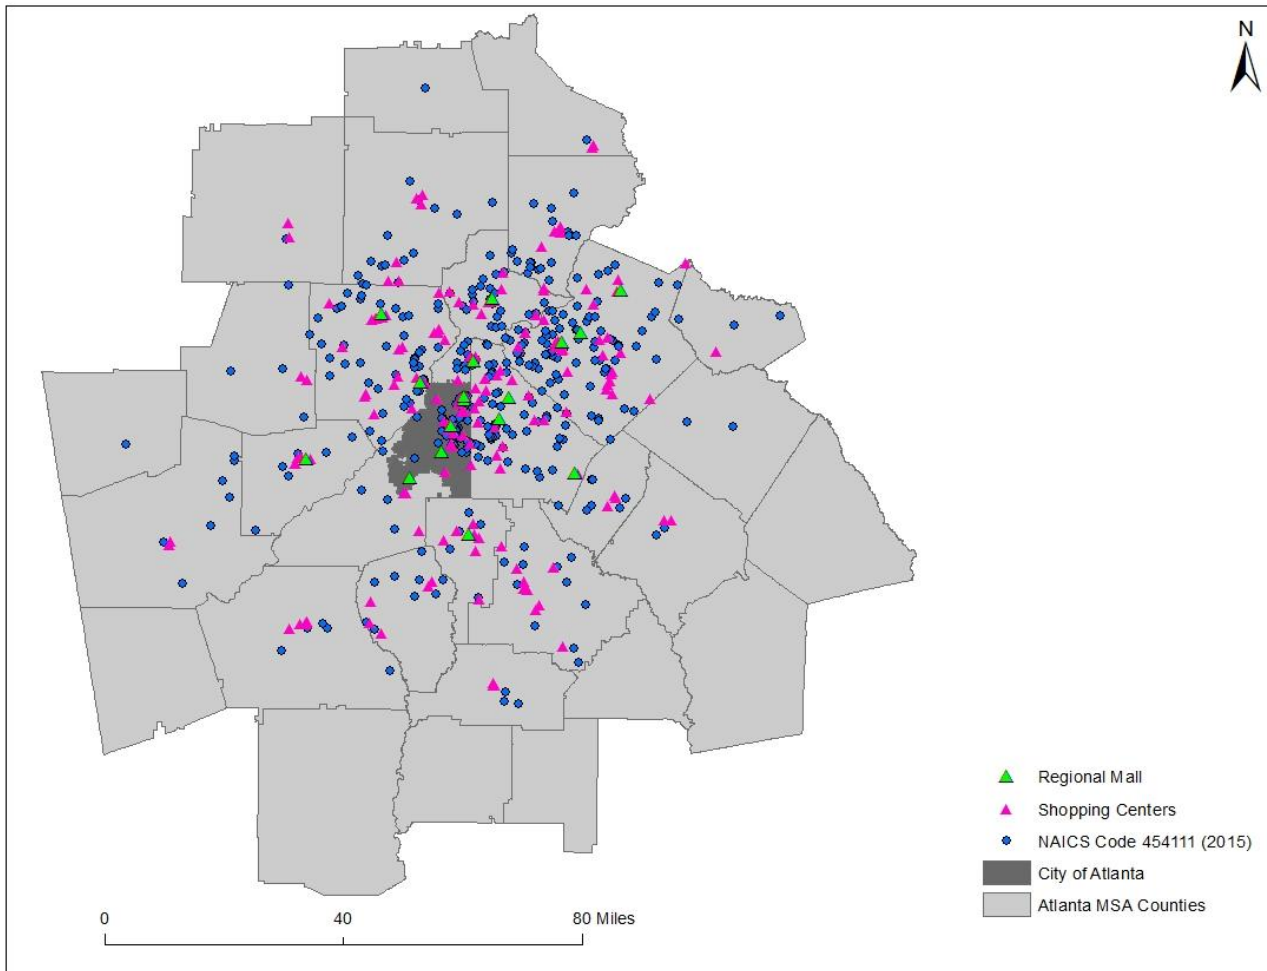 N
Regional Mall
Shopping Centers
NAICS Code 454111 (2015)
City of Atlanta
Atlanta MSA Counties
0 40 80 Miles